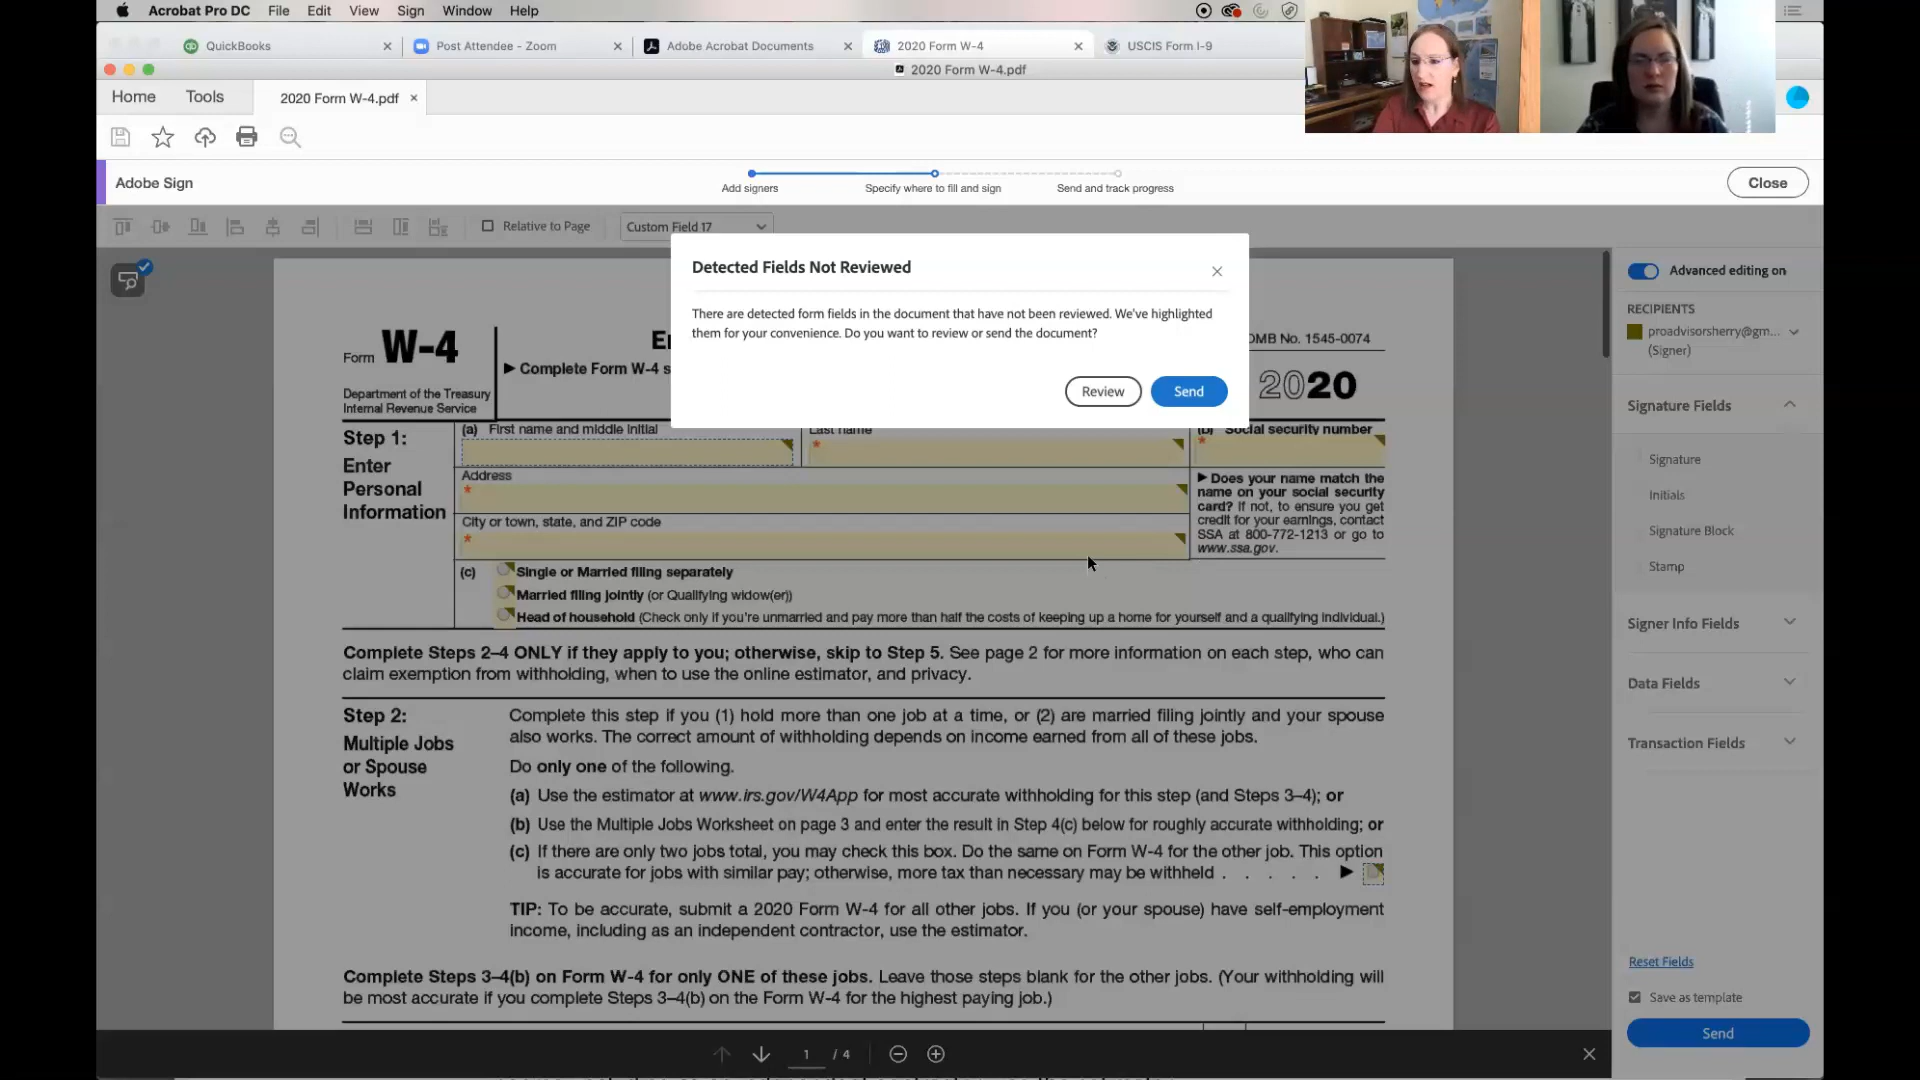 Acrobat Pro DC File Edit View Sign Window Help
QuickBooks Post Attendee - Zoom Adobe Acrobat Documents 2020 Form W-4 USCIS Form I-9
2020 Form W-4.pdf
Home Tools 2020 Form W-4.pdf
Adobe Sign
Add signers Specify where to fill and sign Send and track progress
Close
Relative to Page Custom Field 17
Detected Fields Not Reviewed
There are detected form fields in the document that have not been reviewed. We've highlighted
them for your convenience. Do you want to review or send the document?
Review Send
Advanced editing on
RECIPIENTS
proadvisorsherry@gm...
(Signer)
Signature Fields
Signature
Initials
Signature Block
Stamp
Signer Info Fields
Data Fields
Transaction Fields
Reset Fields
Save as template
Send
Form W-4
Department of the Treasury
Internal Revenue Service
▶ Complete Form W-4 s
OMB No. 1545-0074
2020
Step 1:
Enter
Personal
Information
(a) First name and middle initial
Last name
(b) Social security number
Address
City or town, state, and ZIP code
▶ Does your name match the
name on your social security
card? If not, to ensure you get
credit for your earnings, contact
SSA at 800-772-1213 or go to
www.ssa.gov.
(c) Single or Married filing separately
Married filing jointly (or Qualifying widow(er))
Head of household (Check only if you're unmarried and pay more than half the costs of keeping up a home for yourself and a qualifying individual.)
Complete Steps 2–4 ONLY if they apply to you; otherwise, skip to Step 5. See page 2 for more information on each step, who can
claim exemption from withholding, when to use the online estimator, and privacy.
Step 2:
Multiple Jobs
or Spouse
Works
Complete this step if you (1) hold more than one job at a time, or (2) are married filing jointly and your spouse
also works. The correct amount of withholding depends on income earned from all of these jobs.
Do only one of the following.
(a) Use the estimator at www.irs.gov/W4App for most accurate withholding for this step (and Steps 3–4); or
(b) Use the Multiple Jobs Worksheet on page 3 and enter the result in Step 4(c) below for roughly accurate withholding; or
(c) If there are only two jobs total, you may check this box. Do the same on Form W-4 for the other job. This option
is accurate for jobs with similar pay; otherwise, more tax than necessary may be withheld . . . . . ▶
TIP: To be accurate, submit a 2020 Form W-4 for all other jobs. If you (or your spouse) have self-employment
income, including as an independent contractor, use the estimator.
Complete Steps 3–4(b) on Form W-4 for only ONE of these jobs. Leave those steps blank for the other jobs. (Your withholding will
be most accurate if you complete Steps 3–4(b) on the Form W-4 for the highest paying job.)
1 / 4